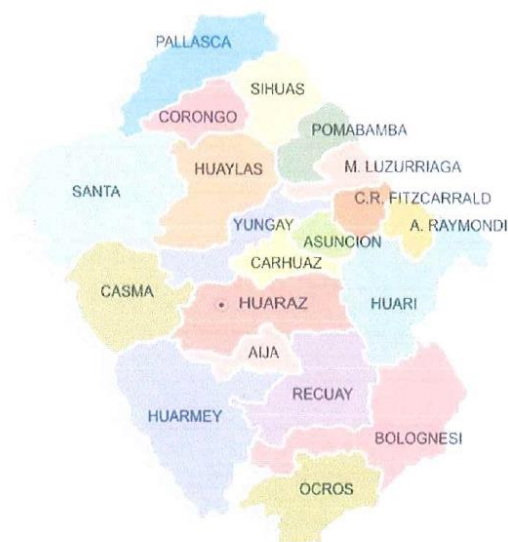 PALLASCA
SIHUAS
CORONGO
POMABAMBA
HUAYLAS
M. LUZURRIAGA
SANTA
C.R. FITZCARRALD
YUNGAY
A. RAYMONDI
ASUNCION
CARHUAZ
CASMA
HUARAZ
HUARI
AIJA
RECUAY
HUARMEY
BOLOGNESI
OCROS